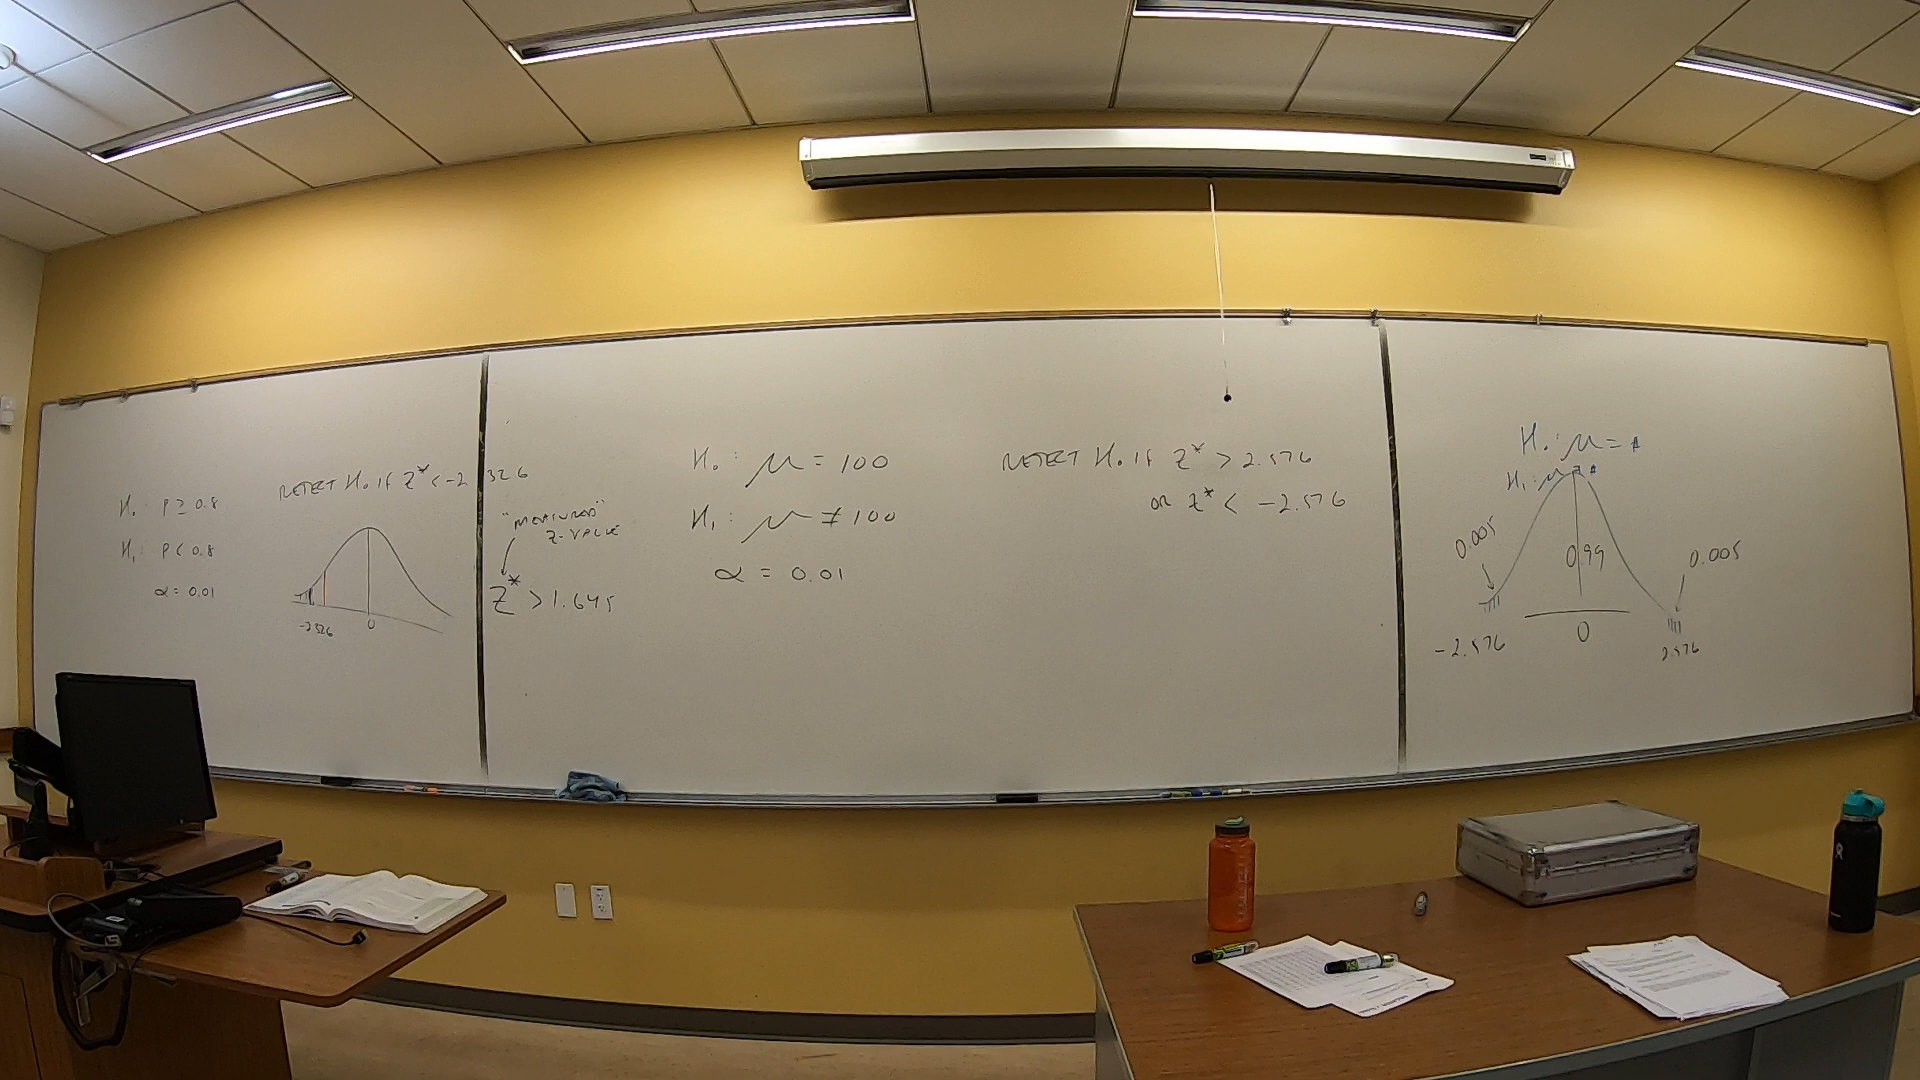 H₀: P ≥ 0.8
H₁: P < 0.8
α = 0.01
REJECT H₀ IF Z* < -2.326
-2.326
0
"MEASURED"
Z-VALUE
Z* > 1.645
H₀: μ = 100
H₁: μ ≠ 100
α = 0.01
REJECT H₀ IF Z* > 2.576
OR Z* < -2.576
H₀: μ = A
H₁: μ ≠ A
0.005
0.99
0.005
-2.576
0
2.576